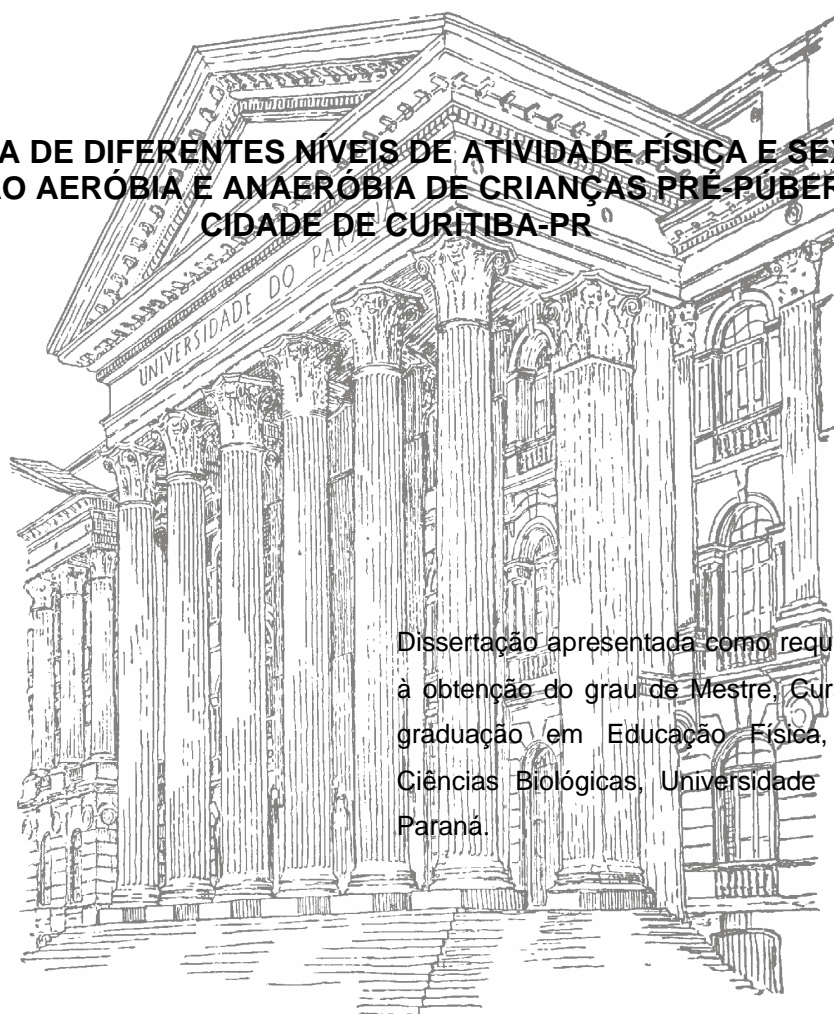 A DE DIFERENTES NÍVEIS DE ATIVIDADE FÍSICA E SEX
ÃO AERÓBIA E ANAERÓBIA DE CRIANÇAS PRÉ-PÚBER
CIDADE DE CURITIBA-PR
UNIVERSIDADE DO PARANÁ
Dissertação apresentada como requ
à obtenção do grau de Mestre, Cur
graduação em Educação Física,
Ciências Biológicas, Universidade
Paraná.